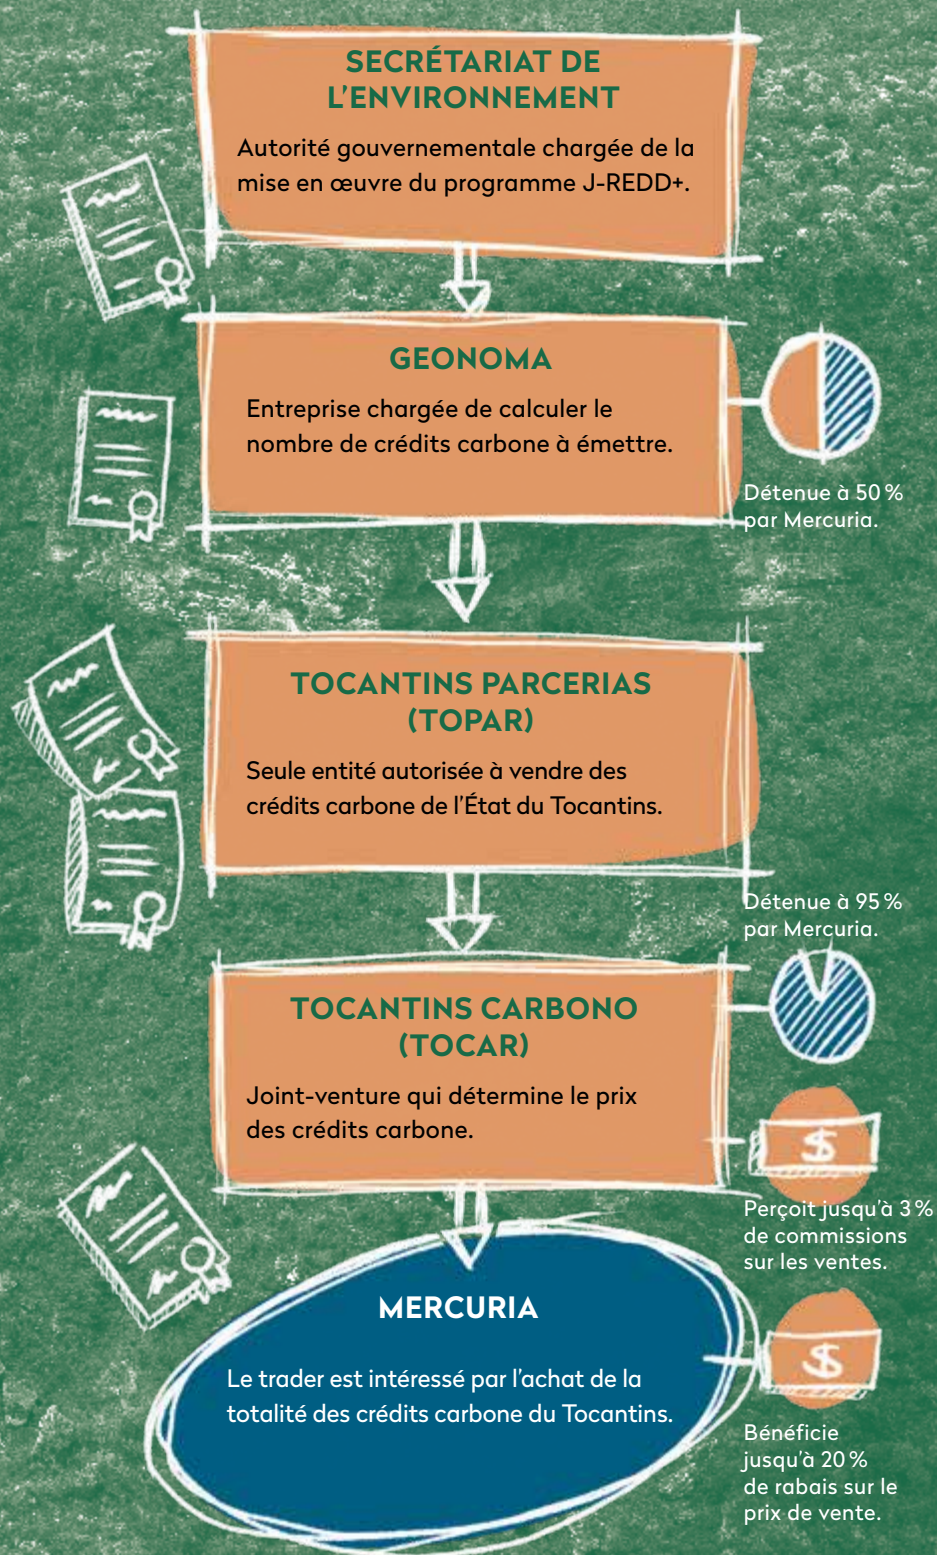 SECRÉTARIAT DE
L'ENVIRONNEMENT
Autorité gouvernementale chargée de la
mise en œuvre du programme J-REDD+.
GEONOMA
Entreprise chargée de calculer le
nombre de crédits carbone à émettre.
Détenue à 50 %
par Mercuria.
TOCANTINS PARCERIAS
(TOPAR)
Seule entité autorisée à vendre des
crédits carbone de l'État du Tocantins.
Détenue à 95 %
par Mercuria.
TOCANTINS CARBONO
(TOCAR)
Joint-venture qui détermine le prix
des crédits carbone.
$
Perçoit jusqu'à 3 %
de commissions
sur les ventes.
MERCURIA
Le trader est intéressé par l'achat de la
totalité des crédits carbone du Tocantins.
$
Bénéficie
jusqu'à 20 %
de rabais sur le
prix de vente.